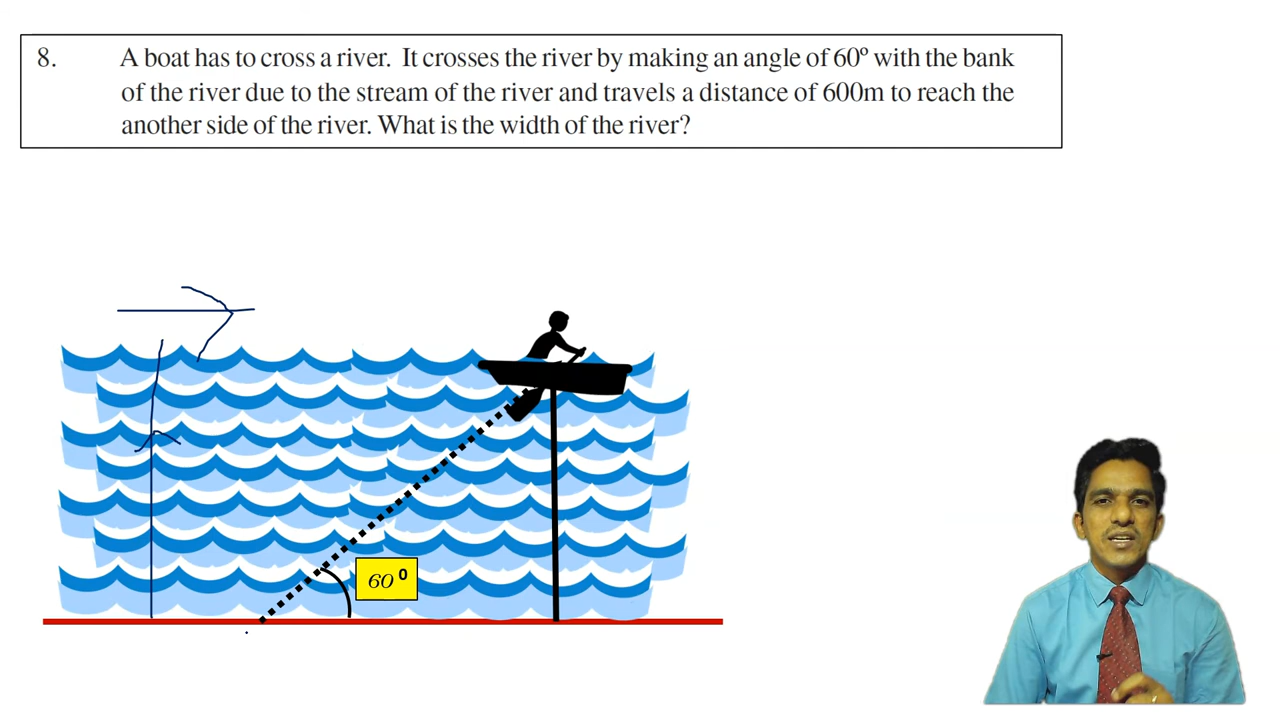 8. A boat has to cross a river. It crosses the river by making an angle of 60º with the bank
of the river due to the stream of the river and travels a distance of 600m to reach the
another side of the river. What is the width of the river?
60⁰